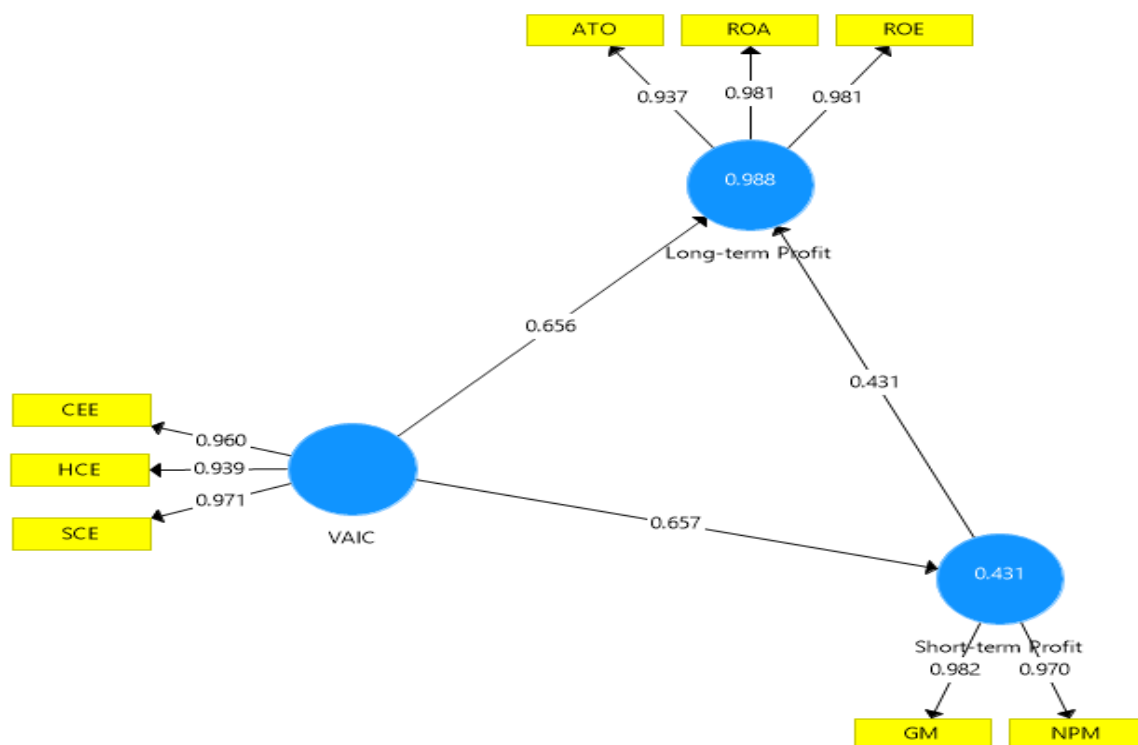 ATO ROA ROE
0.937 0.981 0.981
0.988
Long-term Profit
0.656
0.431
CEE
0.960
HCE
0.939
0.971
SCE
VAIC
0.657
0.431
Short-term Profit
0.982 0.970
GM NPM